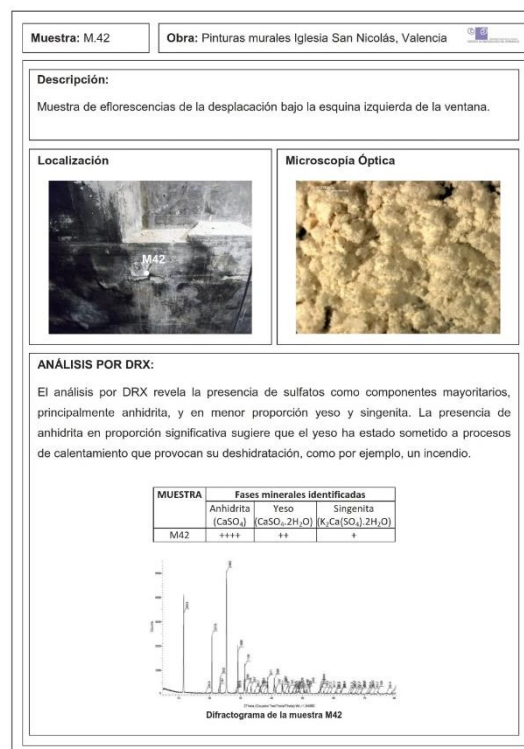 Muestra: M.42
Obra: Pinturas murales Iglesia San Nicolás, Valencia
Descripción:
Muestra de eflorescencias de la desplacación bajo la esquina izquierda de la ventana.
Localización
Microscopía Óptica
M42
ANÁLISIS POR DRX:
El análisis por DRX revela la presencia de sulfatos como componentes mayoritarios,
principalmente anhidrita, y en menor proporción yeso y singenita. La presencia de
anhidrita en proporción significativa sugiere que el yeso ha estado sometido a procesos
de calentamiento que provocan su deshidratación, como por ejemplo, un incendio.
MUESTRA Fases minerales identificadas
Anhidrita Yeso Singenita
(CaSO₄) (CaSO₄.2H₂O) (K₂Ca(SO₄).2H₂O)
M42 ++++ ++ +
Difractograma de la muestra M42